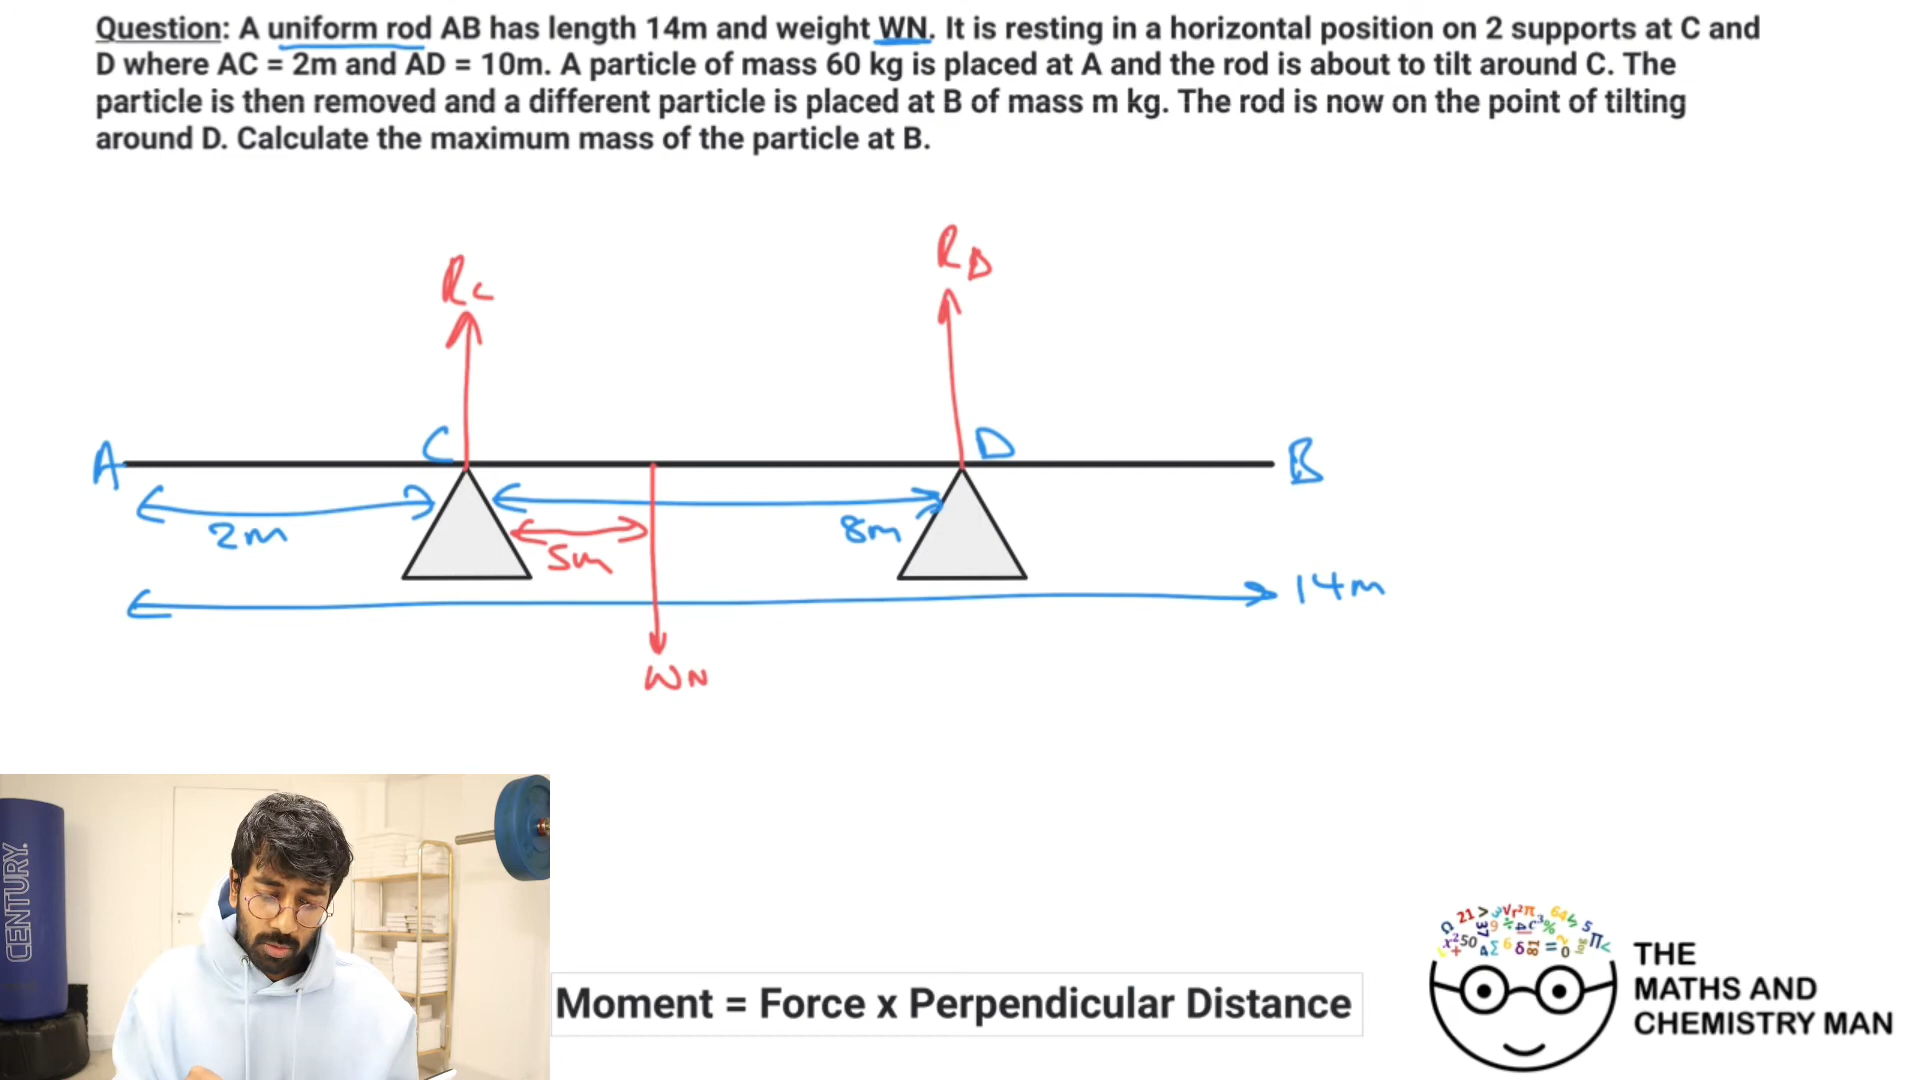 Question: A uniform rod AB has length 14m and weight WN. It is resting in a horizontal position on 2 supports at C and
D where AC = 2m and AD = 10m. A particle of mass 60 kg is placed at A and the rod is about to tilt around C. The
particle is then removed and a different particle is placed at B of mass m kg. The rod is now on the point of tilting
around D. Calculate the maximum mass of the particle at B.
RD
RC
A
C
D
B
2m
5m
8m
14m
WN
CENTURY.
Moment = Force x Perpendicular Distance
THE
MATHS AND
CHEMISTRY MAN